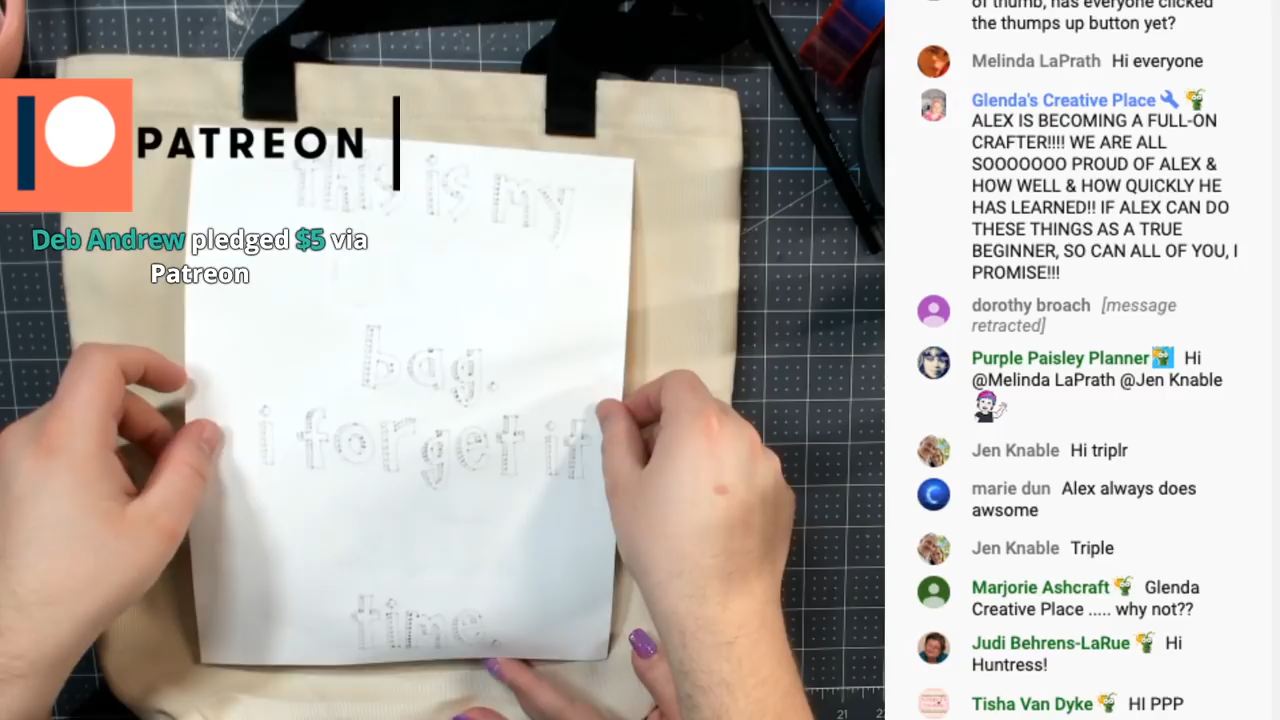 PATREON
Deb Andrew pledged $5 via
Patreon
This is my
bag.
i forget it
time.
21
of thumb, has everyone clicked
the thumps up button yet?
Melinda LaPrath Hi everyone
Glenda's Creative Place
ALEX IS BECOMING A FULL-ON
CRAFTER!!!! WE ARE ALL
SOOOOOOO PROUD OF ALEX &
HOW WELL & HOW QUICKLY HE
HAS LEARNED!! IF ALEX CAN DO
THESE THINGS AS A TRUE
BEGINNER, SO CAN ALL OF YOU, I
PROMISE!!!
dorothy broach [message
retracted]
Purple Paisley Planner Hi
@Melinda LaPrath @Jen Knable
Jen Knable Hi triplr
marie dun Alex always does
awsome
Jen Knable Triple
Marjorie Ashcraft Glenda
Creative Place ..... why not??
Judi Behrens-LaRue Hi
Huntress!
Tisha Van Dyke HI PPP